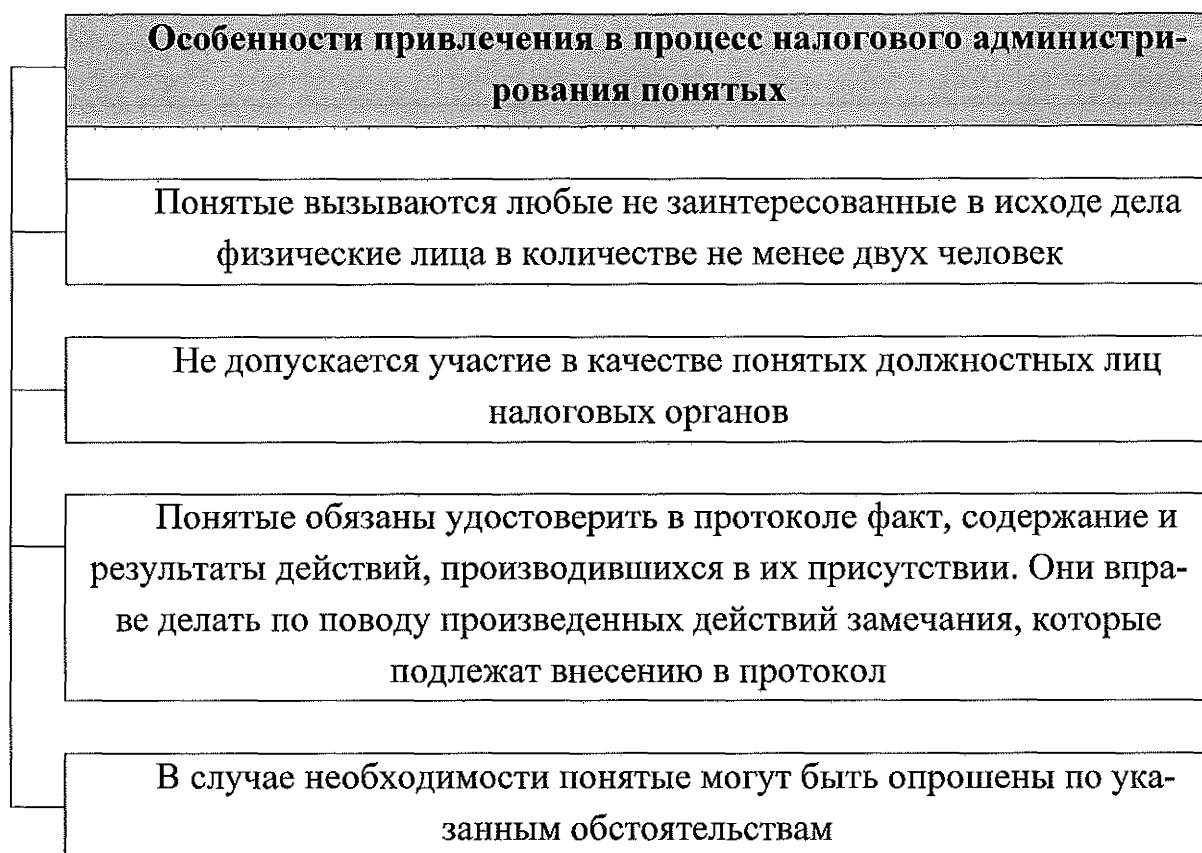 Особенности привлечения в процесс налогового администри-
рования понятых
Понятые вызываются любые не заинтересованные в исходе дела
физические лица в количестве не менее двух человек
Не допускается участие в качестве понятых должностных лиц
налоговых органов
Понятые обязаны удостоверить в протоколе факт, содержание и
результаты действий, производившихся в их присутствии. Они впра-
ве делать по поводу произведенных действий замечания, которые
подлежат внесению в протокол
В случае необходимости понятые могут быть опрошены по ука-
занным обстоятельствам